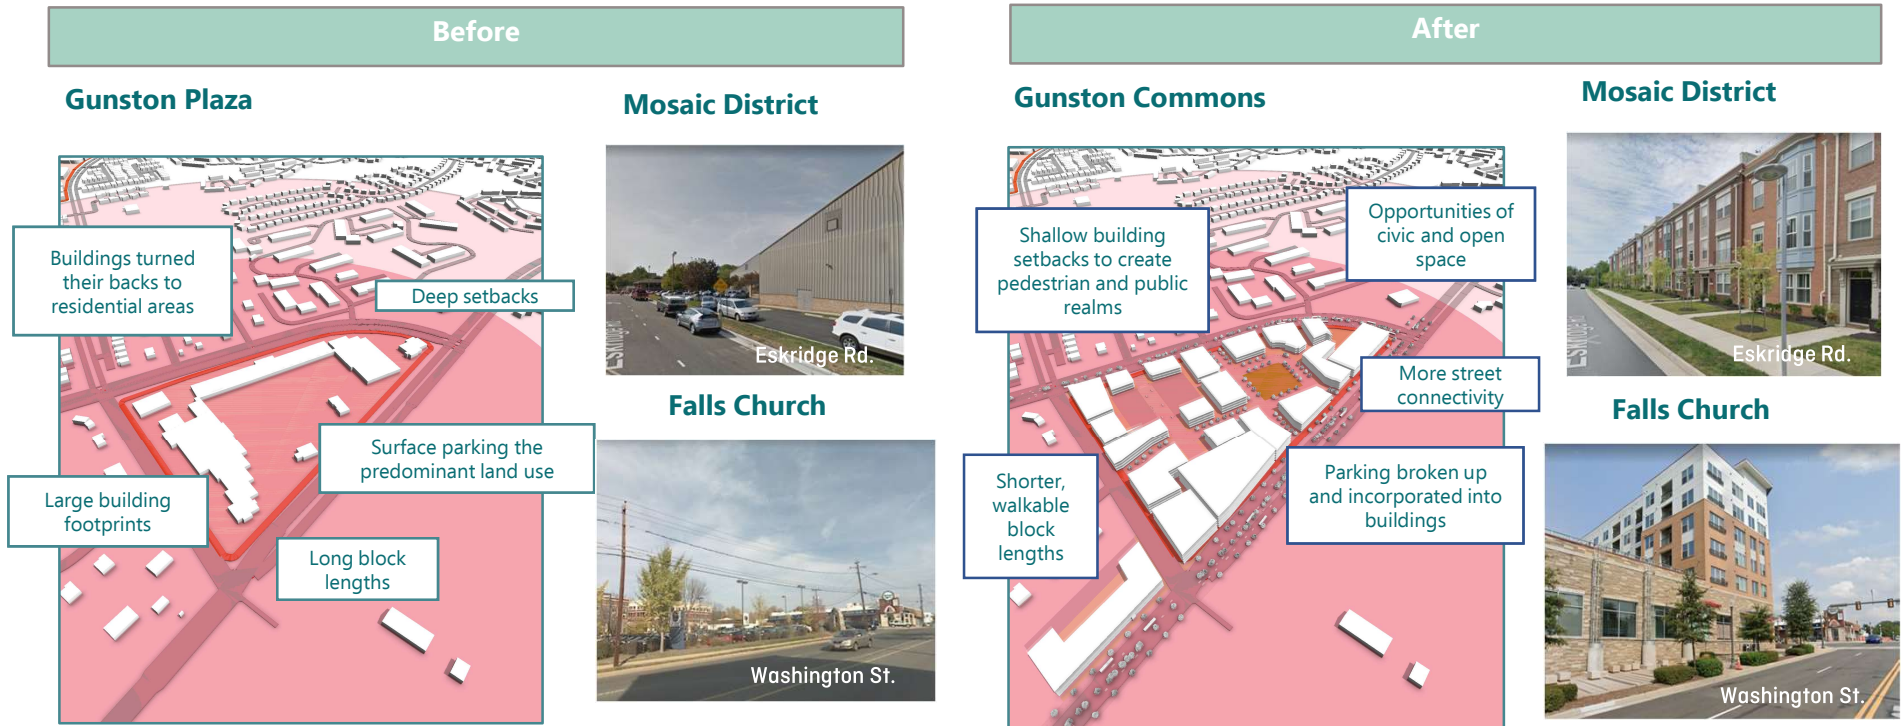 Before
Gunston Plaza
Mosaic District
Buildings turned
their backs to
residential areas
Deep setbacks
Eskridge Rd.
Falls Church
Surface parking the
predominant land use
Large building
footprints
Long block
lengths
Washington St.
After
Gunston Commons
Mosaic District
Shallow building
setbacks to create
pedestrian and public
realms
Opportunities of
civic and open
space
Eskridge Rd.
More street
connectivity
Falls Church
Shorter,
walkable
block
lengths
Parking broken up
and incorporated into
buildings
Washington St.